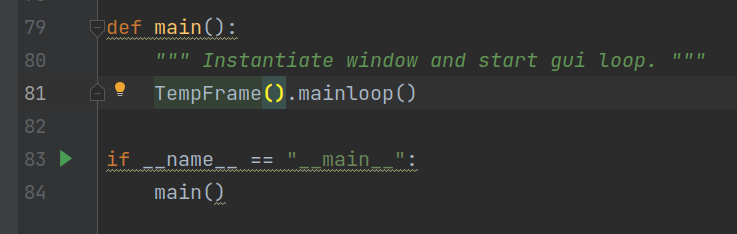 79 def main():
80 """ Instantiate window and start gui loop. """
81 TempFrame().mainloop()
82
83 if __name__ == "__main__":
84 main()